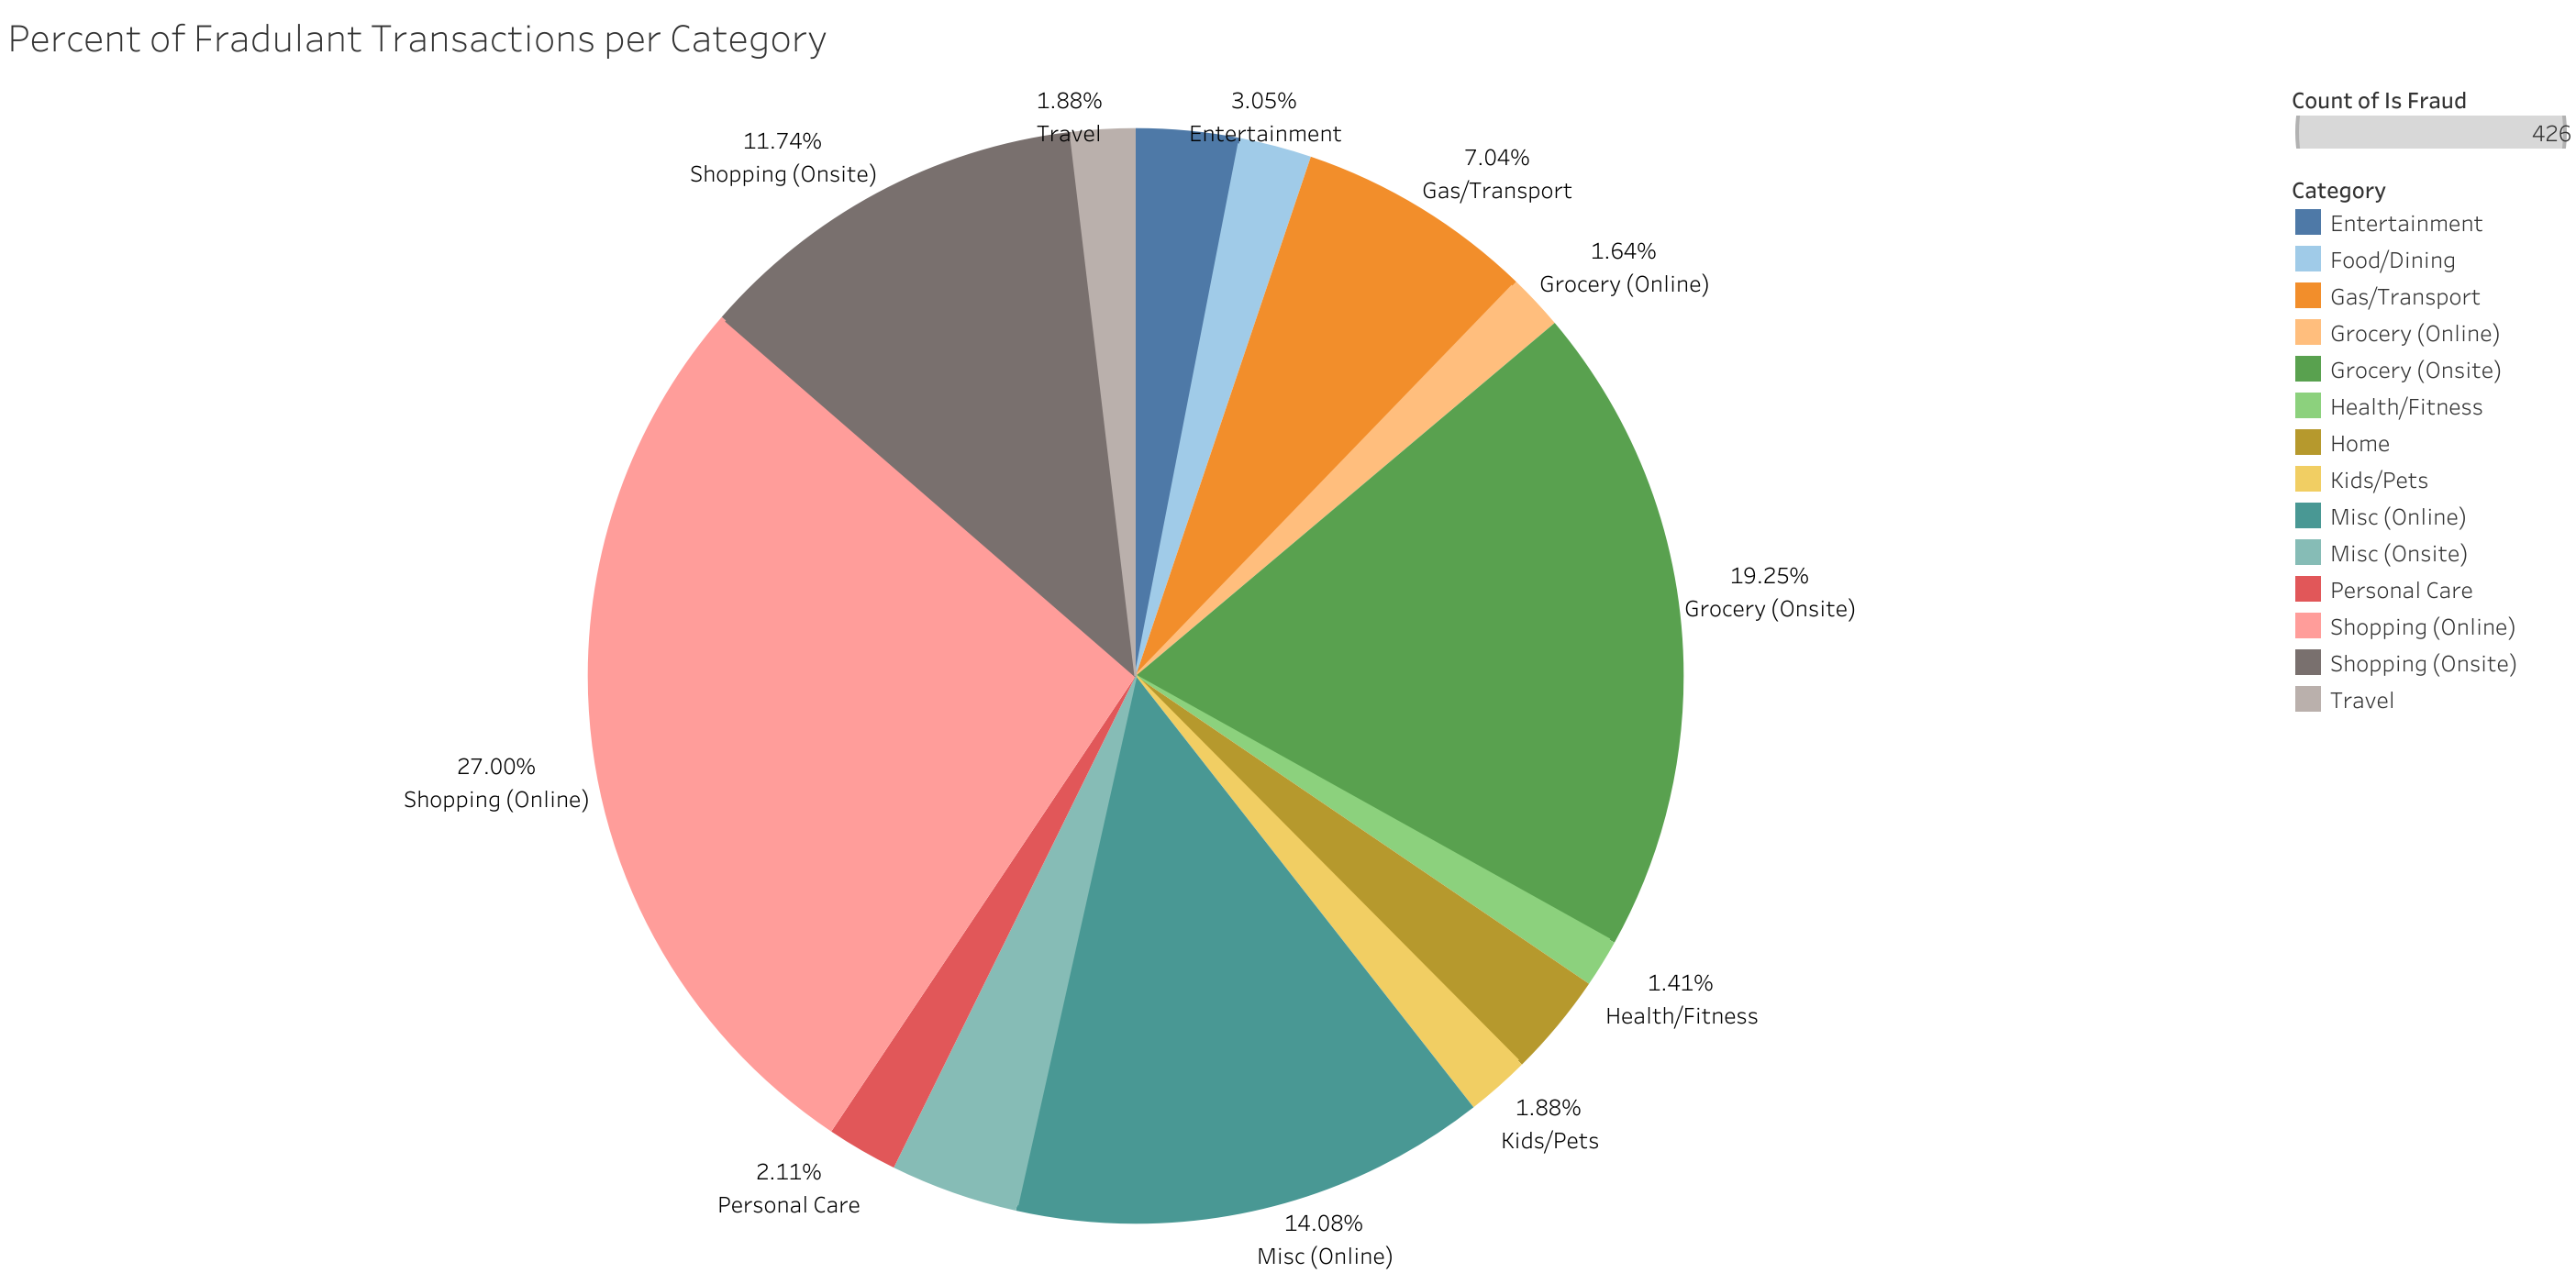 Percent of Fradulant Transactions per Category
1.88%
Travel
3.05%
Entertainment
11.74%
Shopping (Onsite)
7.04%
Gas/Transport
1.64%
Grocery (Online)
19.25%
Grocery (Onsite)
27.00%
Shopping (Online)
1.41%
Health/Fitness
1.88%
Kids/Pets
2.11%
Personal Care
14.08%
Misc (Online)
Count of Is Fraud
426
Category
Entertainment
Food/Dining
Gas/Transport
Grocery (Online)
Grocery (Onsite)
Health/Fitness
Home
Kids/Pets
Misc (Online)
Misc (Onsite)
Personal Care
Shopping (Online)
Shopping (Onsite)
Travel